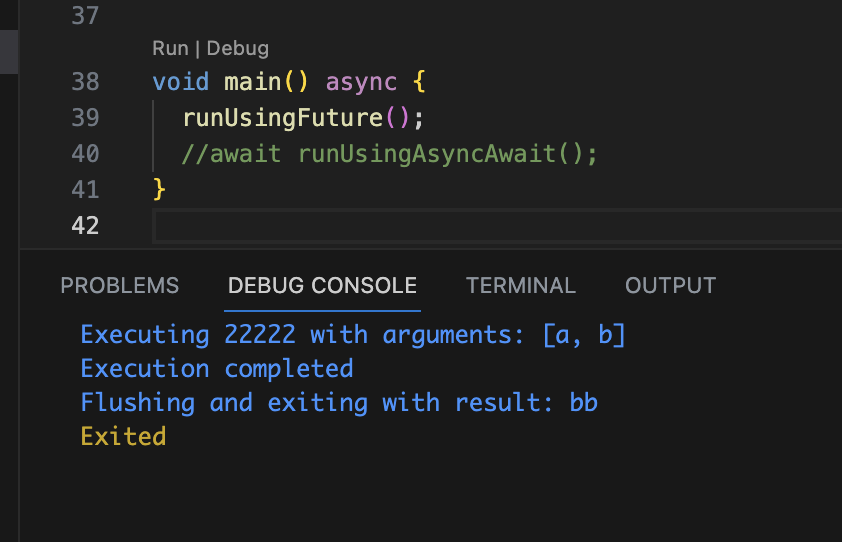 37
Run | Debug
38 void main() async {
39 runUsingFuture();
40 //await runUsingAsyncAwait();
41 }
42
PROBLEMS DEBUG CONSOLE TERMINAL OUTPUT
Executing 22222 with arguments: [a, b]
Execution completed
Flushing and exiting with result: bb
Exited